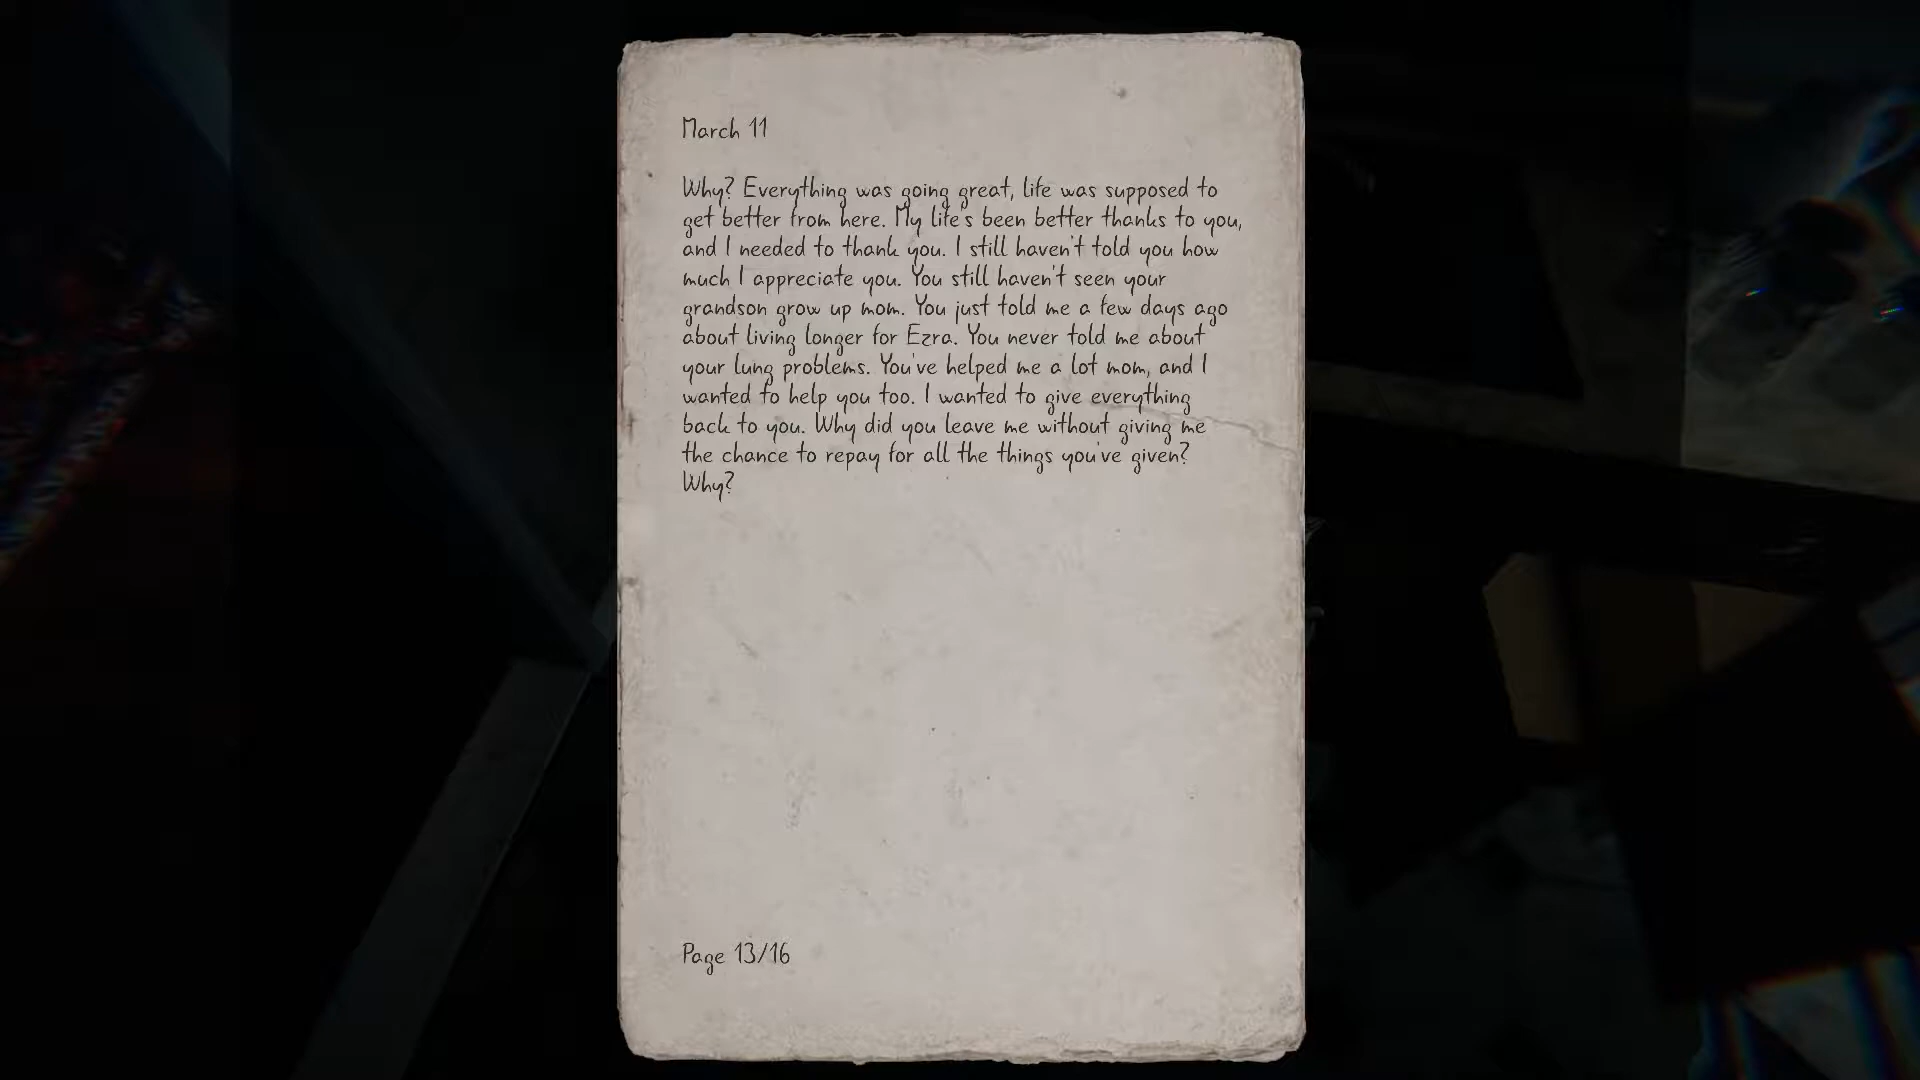 March 11
Why? Everything was going great, life was supposed to
get better from here. My life's been better thanks to you,
and I needed to thank you. I still haven't told you how
much I appreciate you. You still haven't seen your
grandson grow up mom. You just told me a few days ago
about living longer for Ezra. You never told me about
your lung problems. You've helped me a lot mom, and I
wanted to help you too. I wanted to give everything
back to you. Why did you leave me without giving me
the chance to repay for all the things you've given?
Why?
Page 13/16